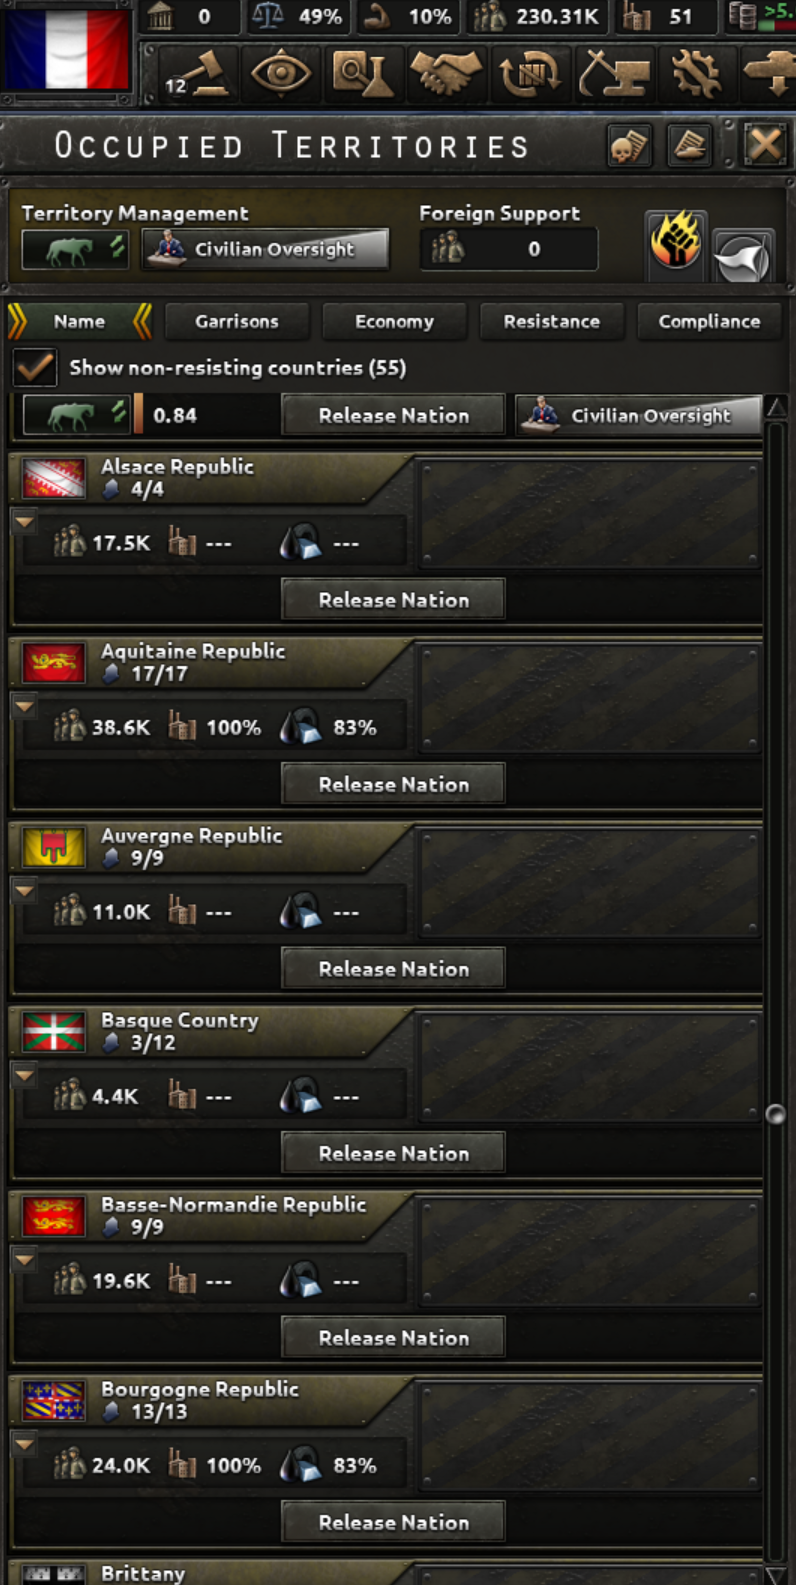 0 49% 10% 230.31K 51 >5.
12
Occupied Territories
Territory Management Foreign Support
Civilian Oversight 0
Name Garrisons Economy Resistance Compliance
Show non-resisting countries (55)
0.84 Release Nation Civilian Oversight
Alsace Republic
4/4
17.5K --- ---
Release Nation
Aquitaine Republic
17/17
38.6K 100% 83%
Release Nation
Auvergne Republic
9/9
11.0K --- ---
Release Nation
Basque Country
3/12
4.4K --- ---
Release Nation
Basse-Normandie Republic
9/9
19.6K --- ---
Release Nation
Bourgogne Republic
13/13
24.0K 100% 83%
Release Nation
Brittany